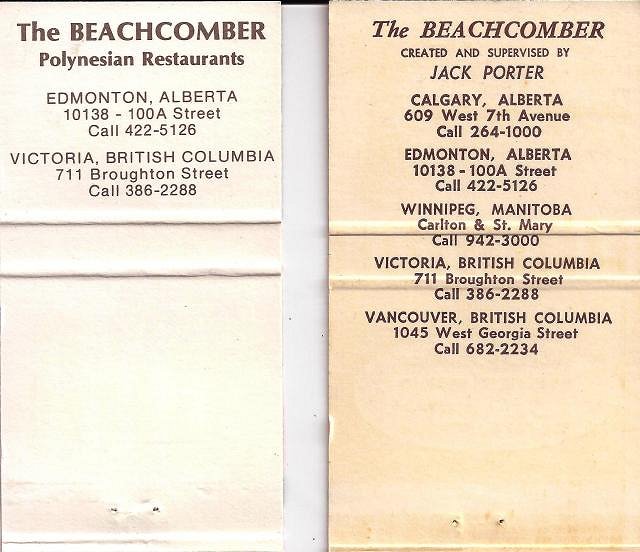 The BEACHCOMBER
Polynesian Restaurants
EDMONTON, ALBERTA
10138 - 100A Street
Call 422-5126
VICTORIA, BRITISH COLUMBIA
711 Broughton Street
Call 386-2288
The BEACHCOMBER
CREATED AND SUPERVISED BY
JACK PORTER
CALGARY, ALBERTA
609 West 7th Avenue
Call 264-1000
EDMONTON, ALBERTA
10138 - 100A Street
Call 422-5126
WINNIPEG, MANITOBA
Carlton & St. Mary
Call 942-3000
VICTORIA, BRITISH COLUMBIA
711 Broughton Street
Call 386-2288
VANCOUVER, BRITISH COLUMBIA
1045 West Georgia Street
Call 682-2234